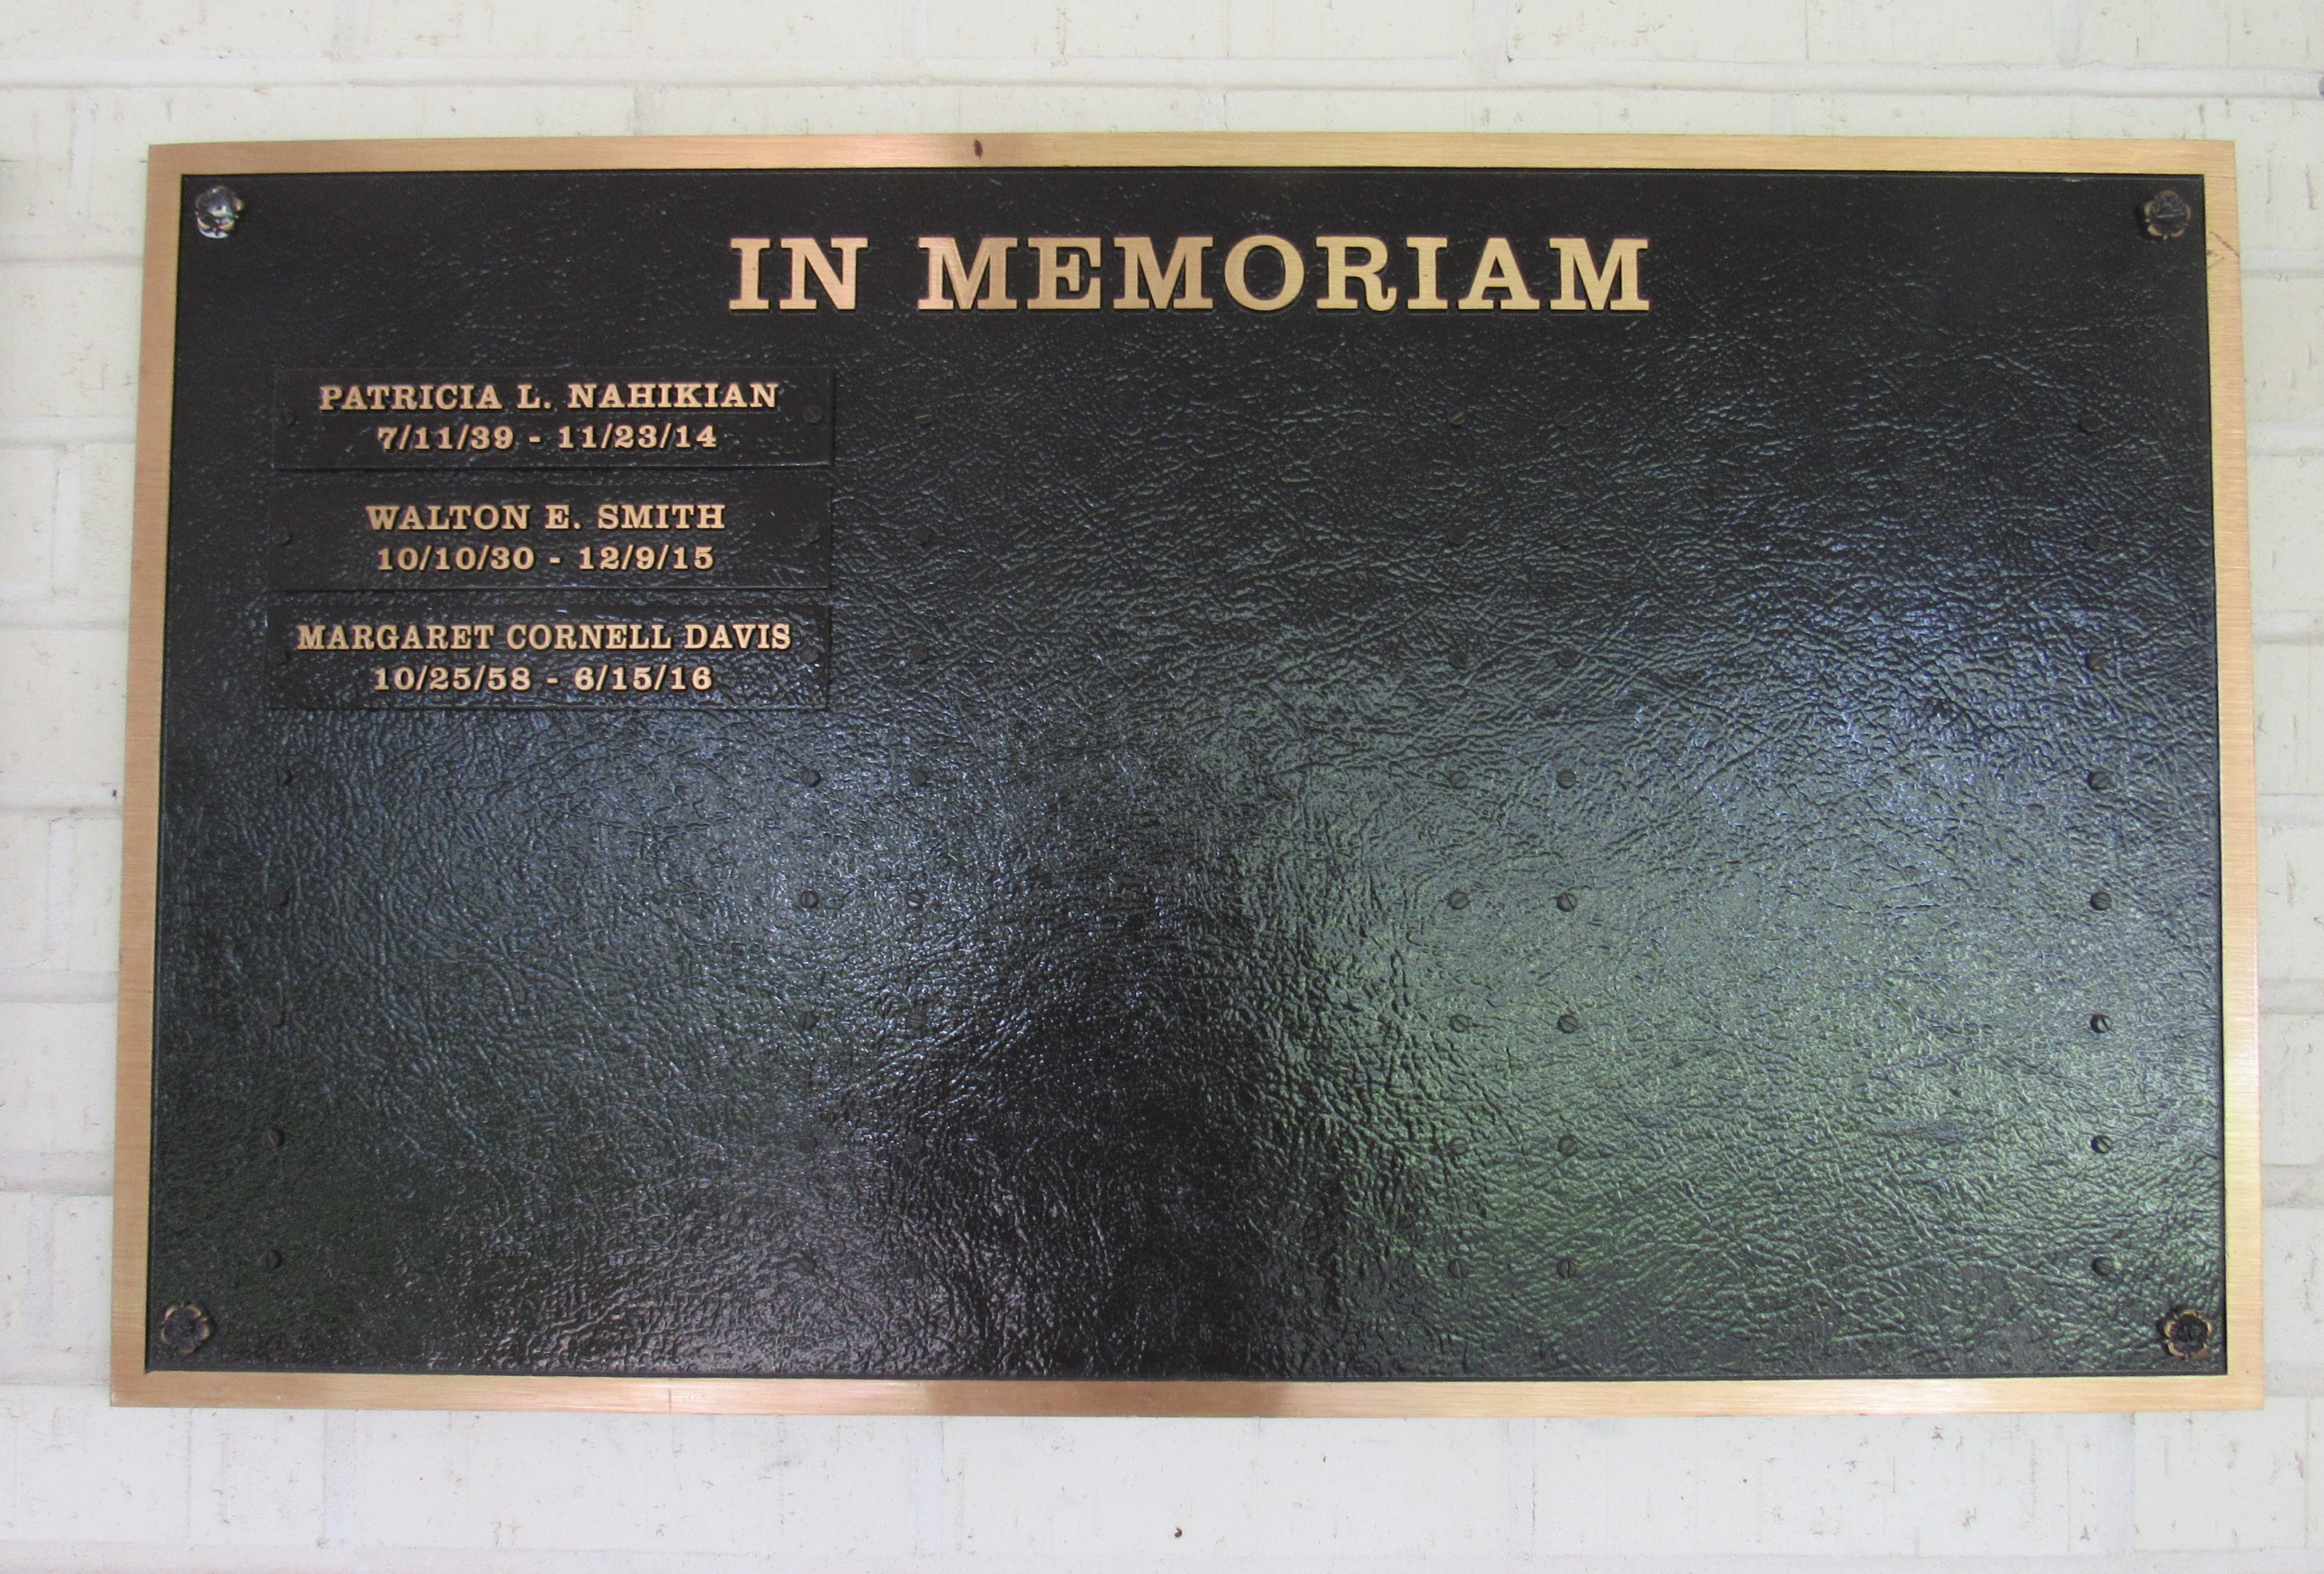 IN MEMORIAM
PATRICIA L. NAHIKIAN
7/11/39 - 11/23/14
WALTON E. SMITH
10/10/30 - 12/9/15
MARGARET CORNELL DAVIS
10/25/58 - 6/15/16